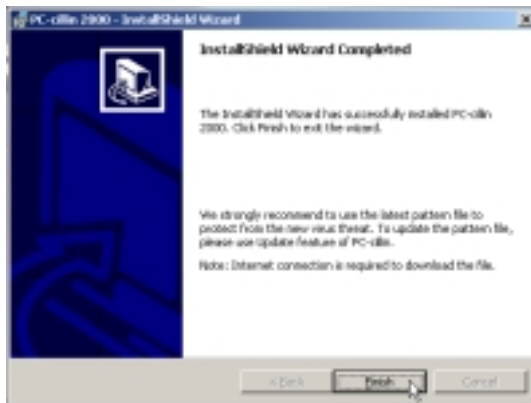 PC-cillin 2000 - InstallShield Wizard
InstallShield Wizard Completed
The InstallShield Wizard has successfully installed PC-cillin
2000. Click Finish to exit the wizard.
We strongly recommend to use the latest pattern file to
protect from the new virus threat. To update the pattern file,
please use Update feature of PC-cillin.
Note: Internet connection is required to download the file.
< Back
Finish
Cancel